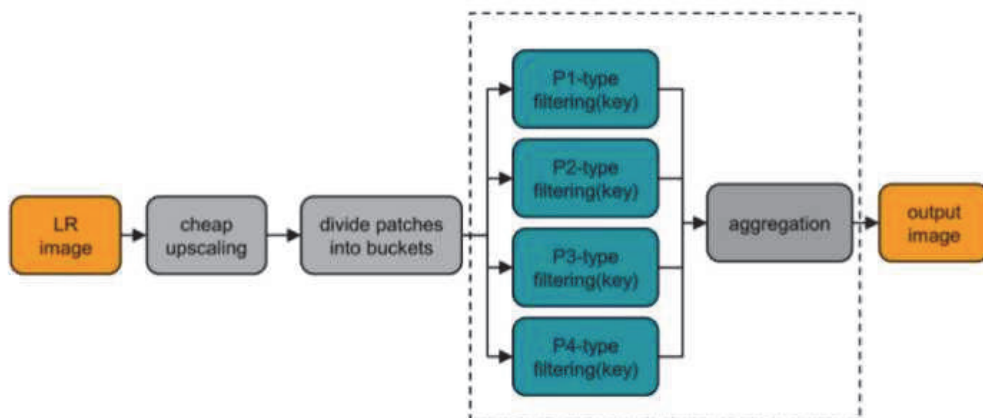 LR
image
cheap
upscaling
divide patches
into buckets
P1-type
filtering(key)
P2-type
filtering(key)
P3-type
filtering(key)
P4-type
filtering(key)
aggregation
output
image